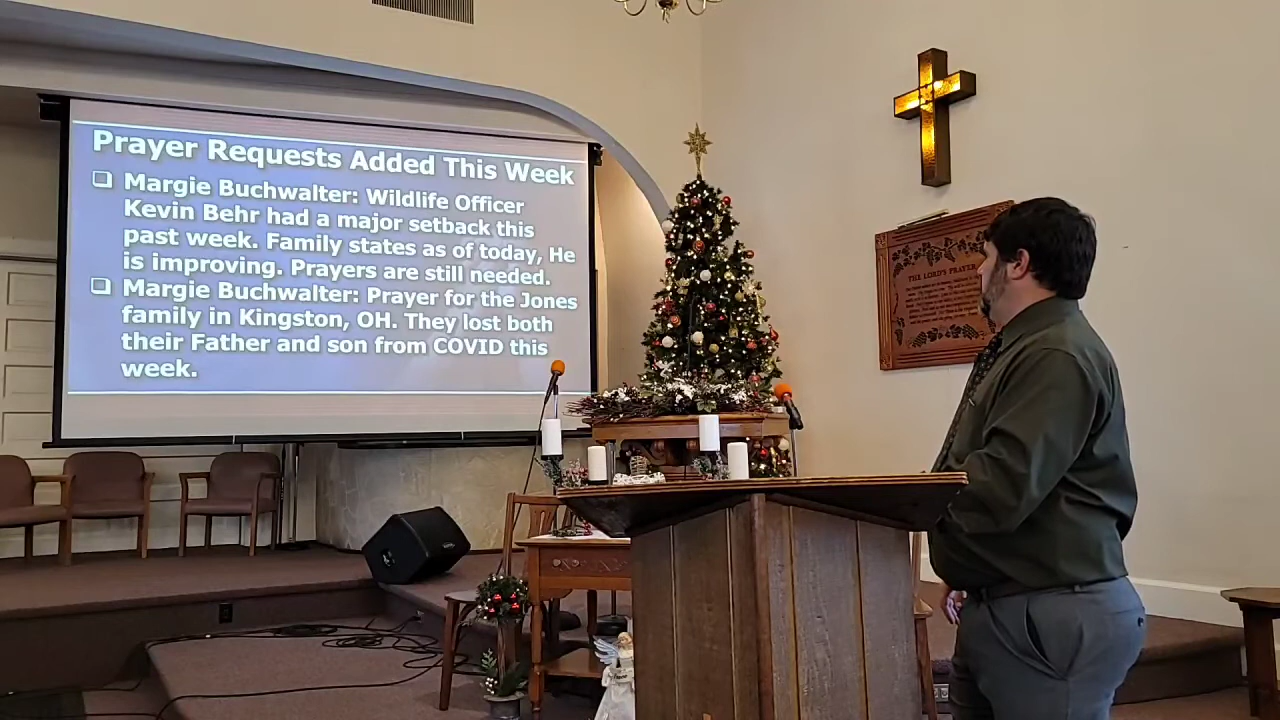 Prayer Requests Added This Week
Margie Buchwalter: Wildlife Officer
Kevin Behr had a major setback this
past week. Family states as of today, He
is improving. Prayers are still needed.
Margie Buchwalter: Prayer for the Jones
family in Kingston, OH. They lost both
their Father and son from COVID this
week.
THE LORD'S PRAYER